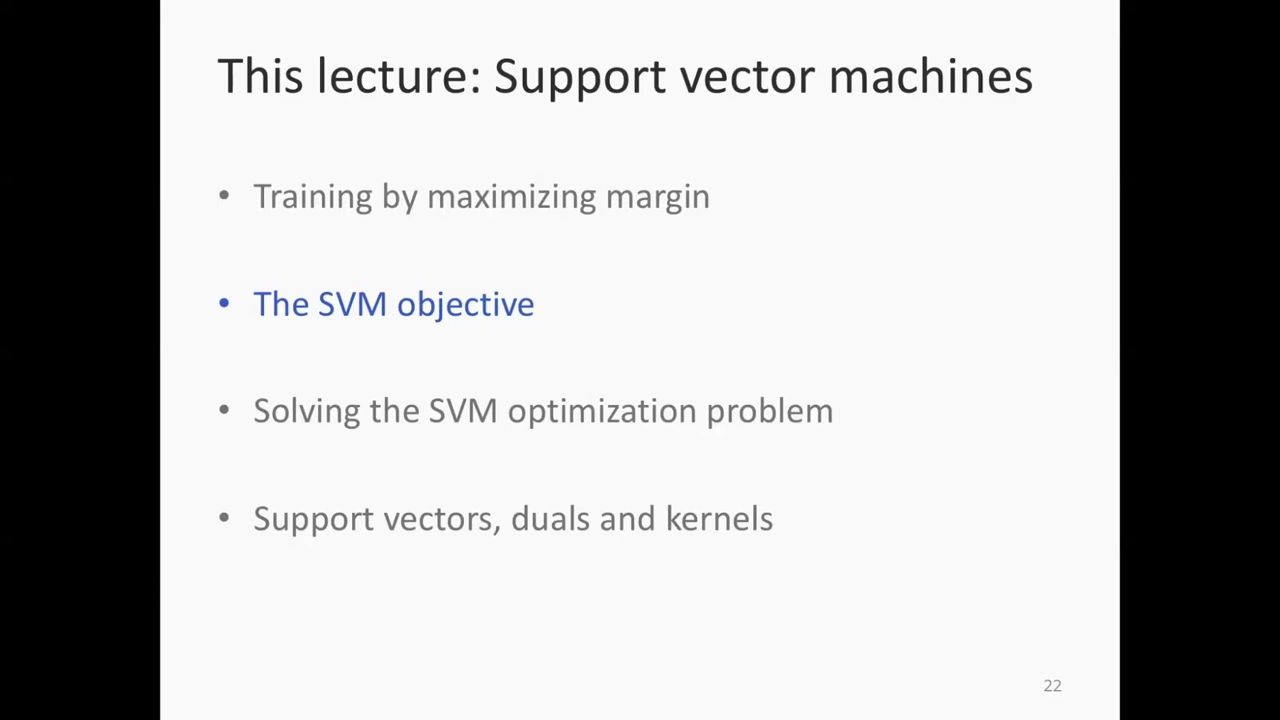 This lecture: Support vector machines
• Training by maximizing margin
• The SVM objective
• Solving the SVM optimization problem
• Support vectors, duals and kernels
22